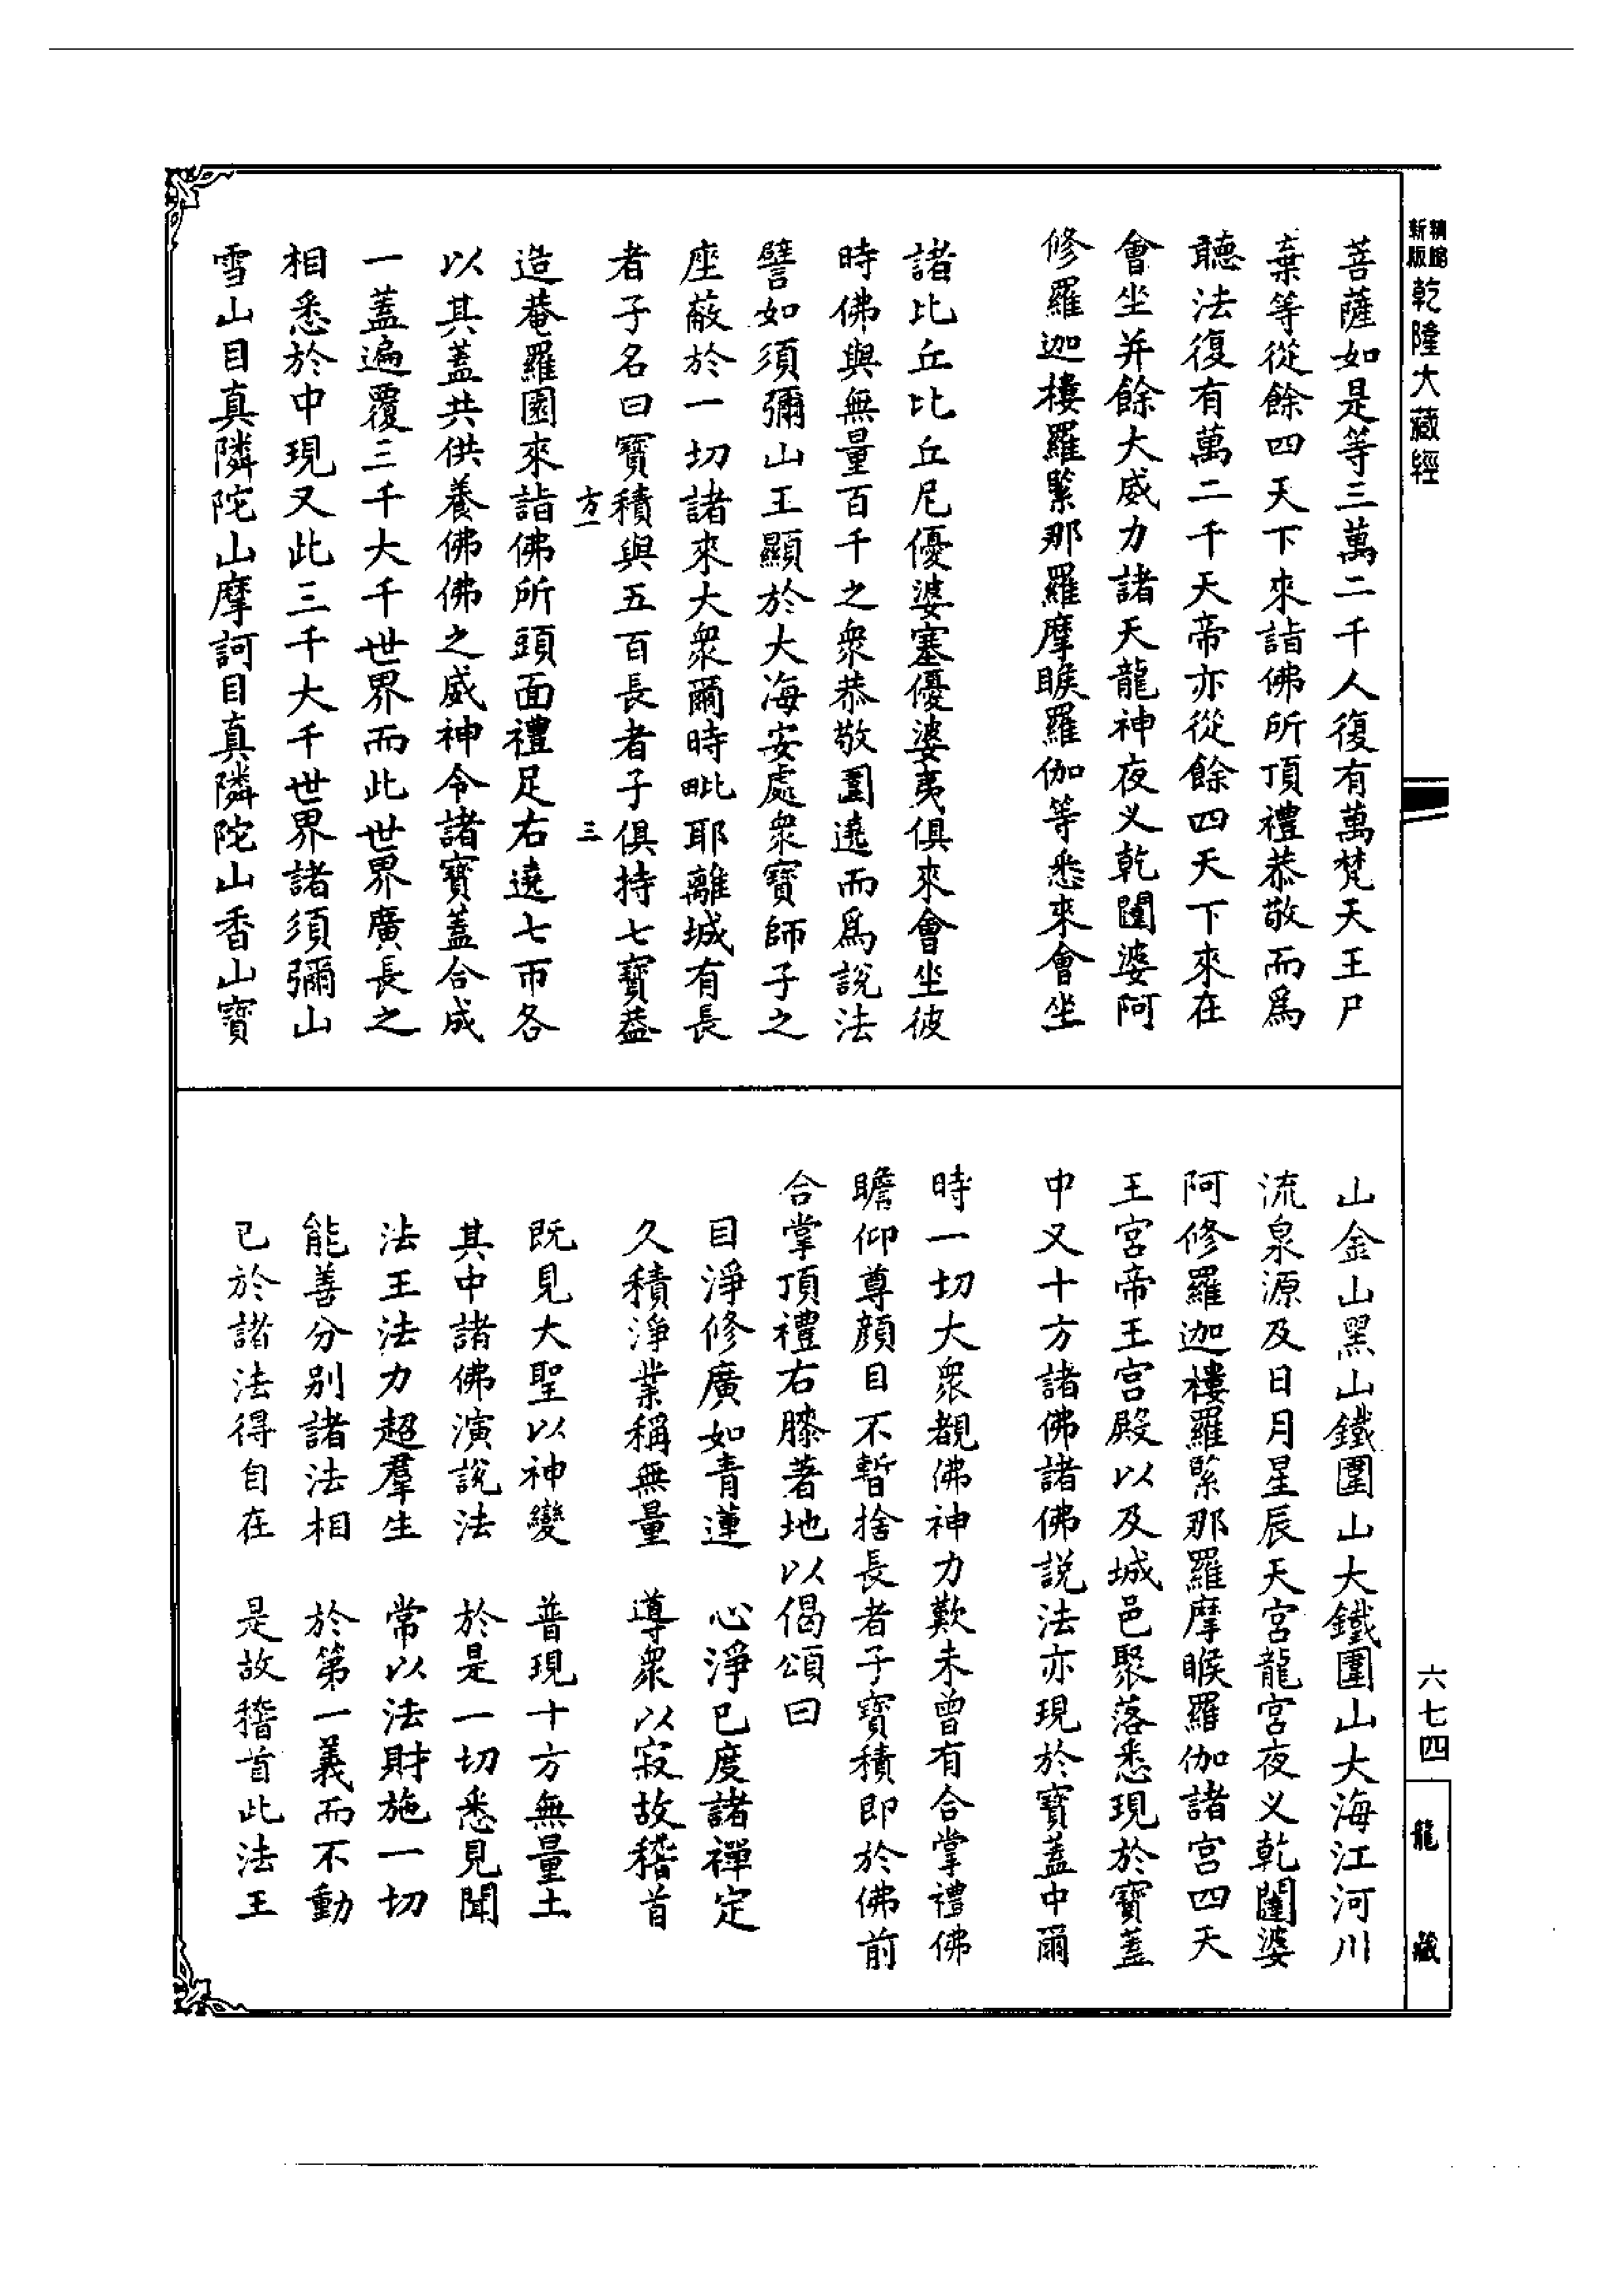 新版
精縮
乾隆大藏經
菩薩如是等三萬二千人復有萬梵天王尸
棄等從餘四天下來詣佛所頂禮恭敬而爲
聽法復有萬二千天帝亦從餘四天下來在
會坐并餘大威力諸天龍神夜义乾闥婆阿
修羅迦樓羅緊那羅摩睺羅伽等悉來會坐
諸比丘比丘尼優婆塞優婆夷俱來會坐彼
時佛與無量百千之衆恭敬圍遶而爲說法
譬如須彌山王顯於大海安處衆寶師子之
座蔽於一切諸來大衆爾時毗耶離城有長
者子名曰寶積與五百長者子俱持七寶葢
方一 三
造菴羅園來詣佛所頭面禮足右遶七帀各
以其蓋共供養佛佛之威神令諸寶蓋合成
一蓋遍覆三千大千世界而此世界廣長之
相悉於中現又此三千大千世界諸須彌山
雪山目真隣陀山摩訶目真隣陀山香山寶
山金山黑山鐵圍山大鐵圍山大海江河川
流泉源及日月星辰天宮龍宮夜义乾闥婆
阿修羅迦樓羅緊那羅摩睺羅伽諸宮四天
王宮帝王宮殿以及城邑聚落悉現於寶蓋
中又十方諸佛諸佛説法亦現於寶蓋中爾
時一切大衆覩佛神力歎未曾有合掌禮佛
瞻仰尊顏目不暫捨長者子寶積即於佛前
合掌頂禮右膝著地以偈頌曰
目淨修廣如青蓮 心淨已度諸禪定
久積淨業稱無量 導衆以寂故稽首
既見大聖以神變 普現十方無量土
其中諸佛演説法 於是一切悉見聞
法王法力超羣生 常以法財施一切
能善分別諸法相 於第一義而不動
已於諸法得自在 是故稽首此法王
六七四
龍藏